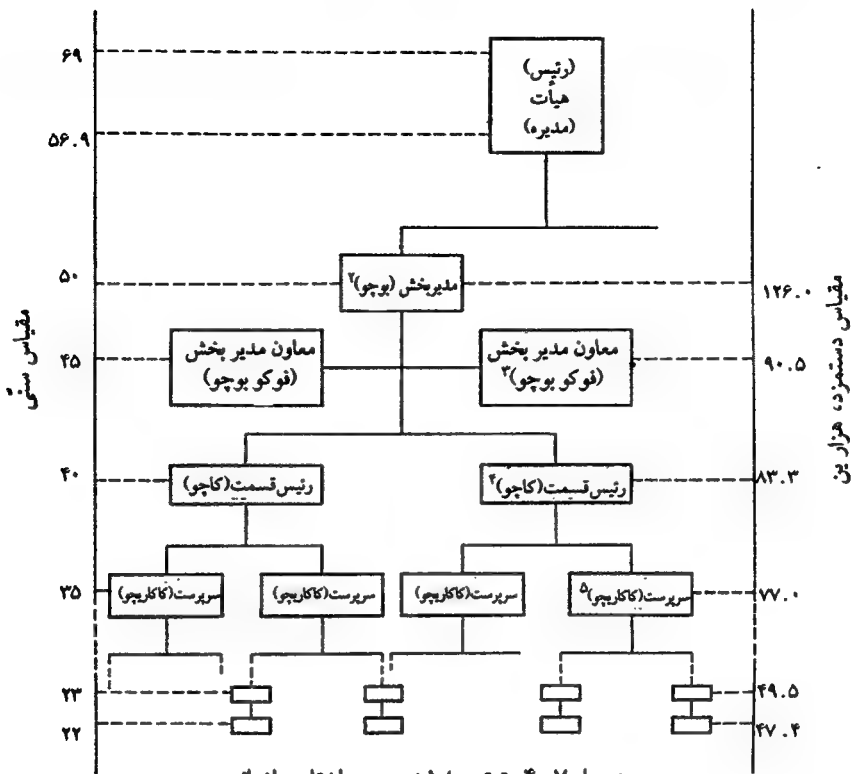 ۶۹
(رئیس)
هیأت
(مدیره)
۵۶.۹
۵۰
مدیربخش (بوچو)۲
۱۲۶.۰
مقیاس سنّی
مقیاس دستمزد، هزار ین
۴۵
معاون مدیر بخش
(فوکو بوچو)
معاون مدیر بخش
(فوکو بوچو)۳
۹۰.۵
۴۰
رئیس قسمت (کاچو)
رئیس قسمت (کاچو)۴
۸۳.۳
۳۵
سرپرست (کاکاریچو)
سرپرست (کاکاریچو)
سرپرست (کاکاریچو)
سرپرست (کاکاریچو)۵
۷۷.۰
۲۳
۴۹.۵
۲۲
۴۷.۴